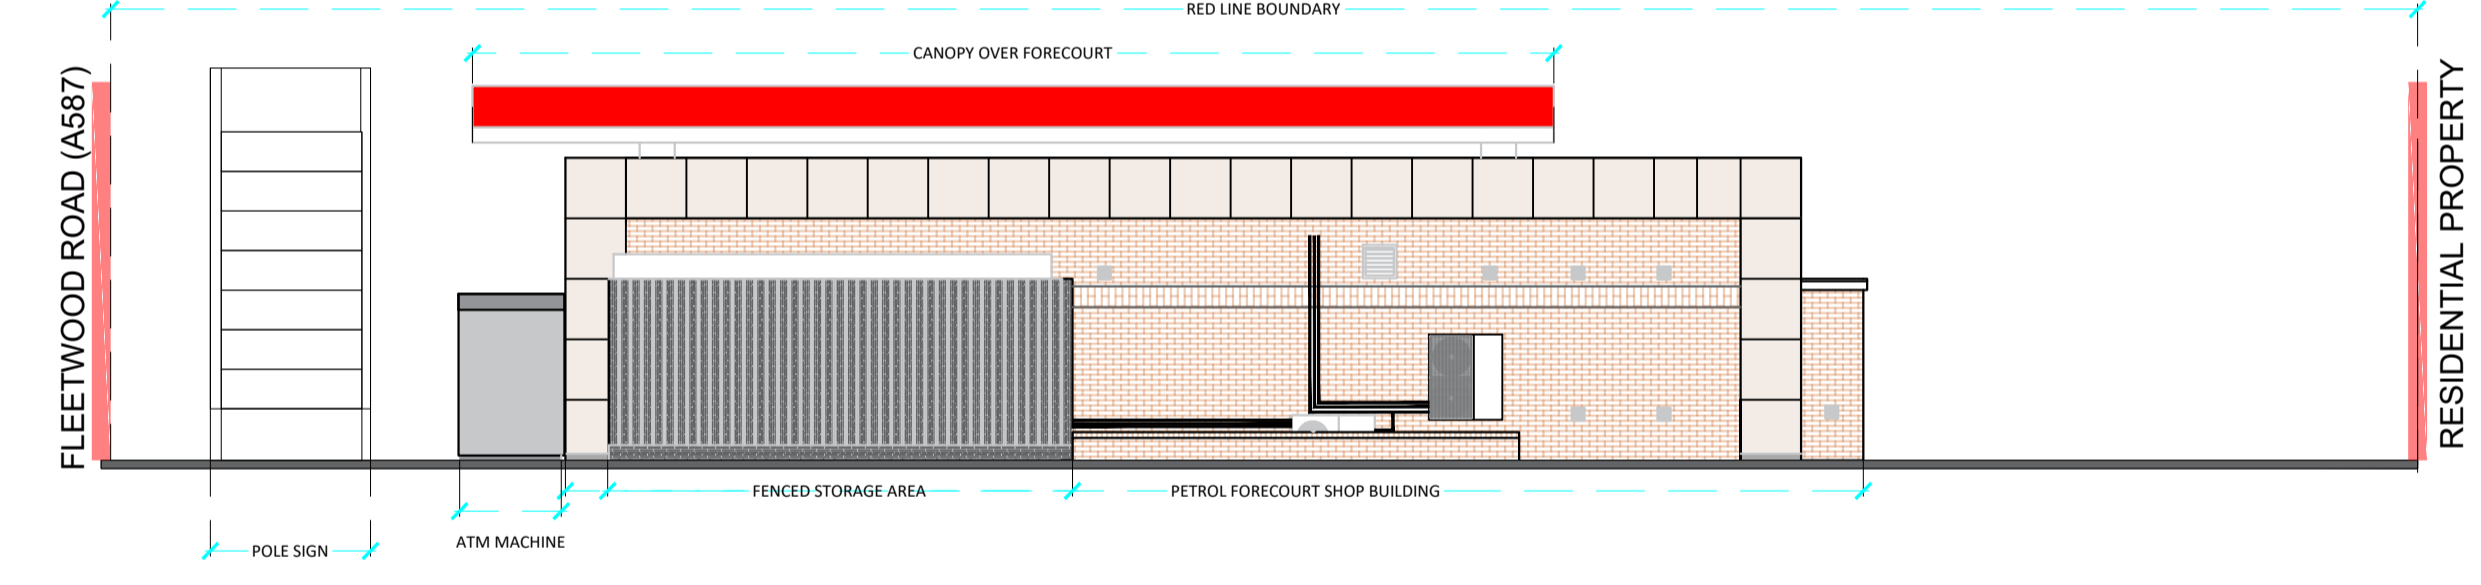 RED LINE BOUNDARY
CANOPY OVER FORECOURT
FLEETWOOD ROAD (A587)
RESIDENTIAL PROPERTY
FENCED STORAGE AREA
PETROL FORECOURT SHOP BUILDING
ATM MACHINE
POLE SIGN